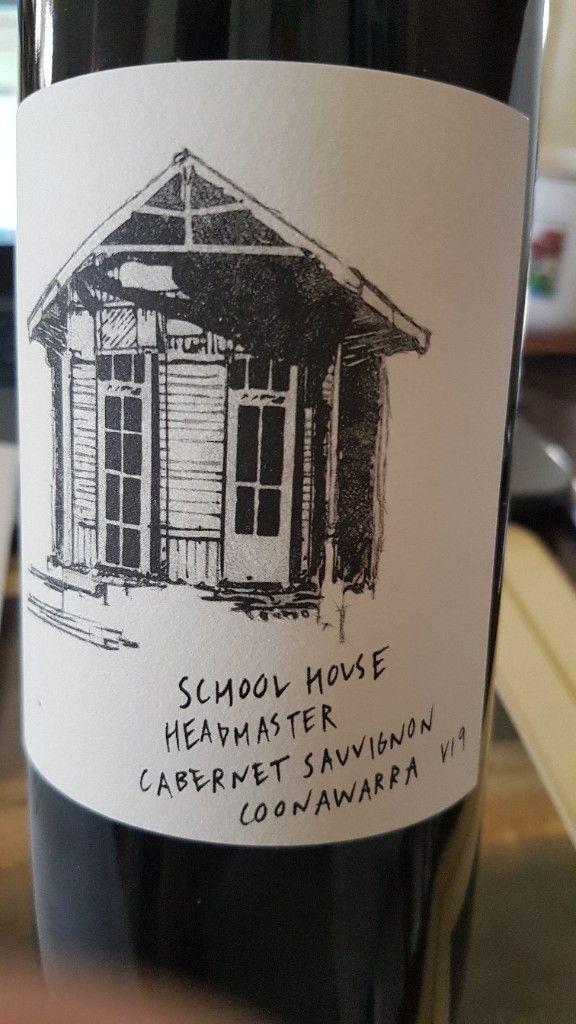 SCHOOL HOUSE
HEADMASTER
CABERNET SAUVIGNON
COONAWARRA V19